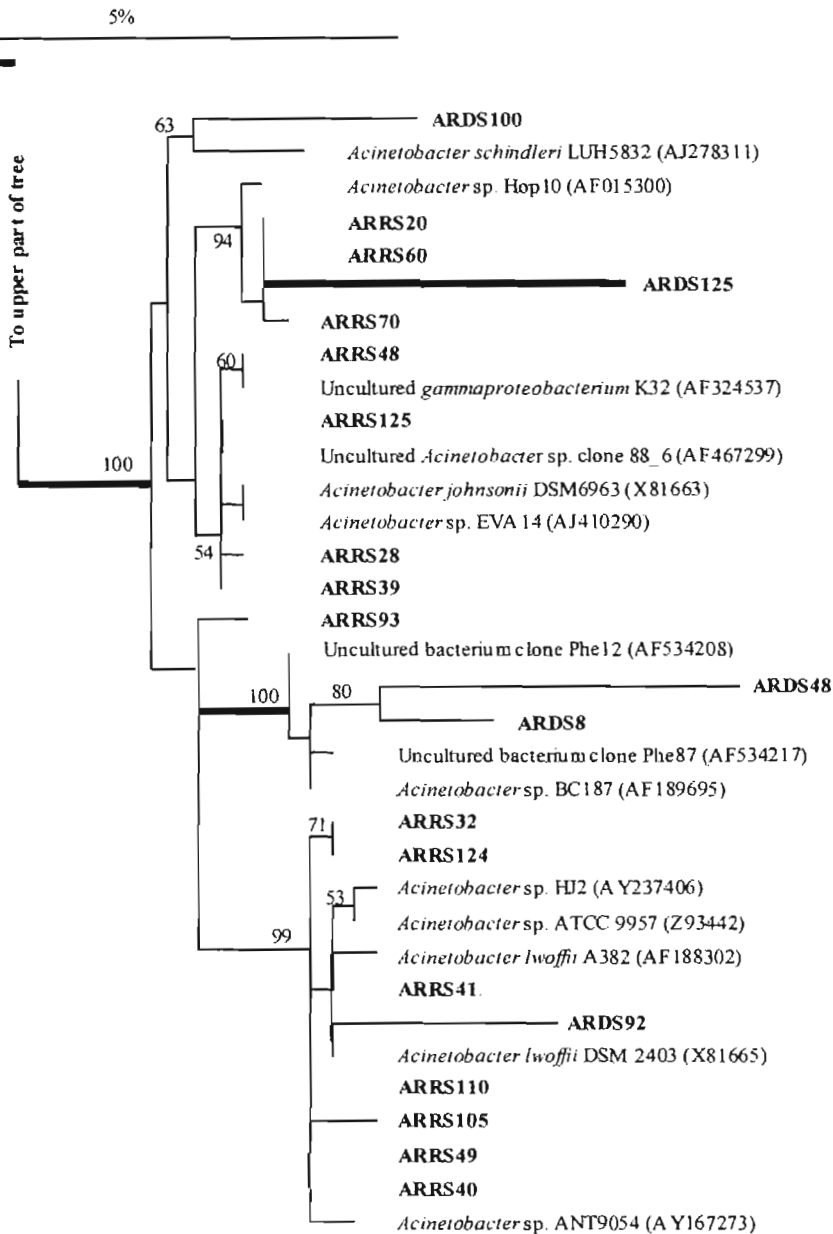 5%
To upper part of tree
63
ARDS100
Acinetobacter schindleri LUH5832 (AJ278311)
Acinetobacter sp. Hop10 (AF015300)
94
ARRS20
ARRS60
ARDS125
ARRS70
ARRS48
60
Uncultured gammaproteobacterium K32 (AF324537)
ARRS125
Uncultured Acinetobacter sp. clone 88_6 (AF467299)
100
Acinetobacter johnsonii DSM6963 (X81663)
Acinetobacter sp. EVA 14 (AJ410290)
54
ARRS28
ARRS39
ARRS93
Uncultured bacterium clone Phe12 (AF534208)
100
80
ARDS48
ARDS8
Uncultured bacterium clone Phe87 (AF534217)
Acinetobacter sp. BC187 (AF189695)
71
ARRS32
ARRS124
Acinetobacter sp. HJ2 (AY237406)
53
Acinetobacter sp. ATCC 9957 (Z93442)
99
Acinetobacter lwoffii A382 (AF188302)
ARRS41
ARDS92
Acinetobacter lwoffii DSM 2403 (X81665)
ARRS110
ARRS105
ARRS49
ARRS40
Acinetobacter sp. ANT9054 (AY167273)